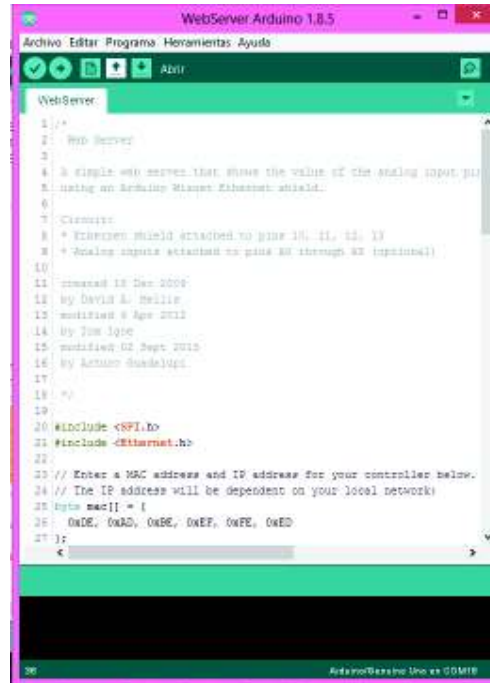 WebServer Arduino 1.8.5
Archivo Editar Programa Herramientas Ayuda
Abrir
WebServer
1 /*
2 Web Server
3
4 A simple web server that shows the value of the analog input pin
5 using an Arduino Wiznet Ethernet shield.
6
7 Circuit:
8 * Ethernet shield attached to pins 10, 11, 12, 13
9 * Analog inputs attached to pins A0 through A5 (optional)
10
11 created 18 Dec 2009
12 by David A. Mellis
13 modified 9 Apr 2012
14 by Tom Igoe
15 modified 02 Sept 2015
16 by Arturo Guadalupi
17
18 */
19
20 #include <SPI.h>
21 #include <Ethernet.h>
22
23 // Enter a MAC address and IP address for your controller below.
24 // The IP address will be dependent on your local network:
25 byte mac[] = {
26 0xDE, 0xAD, 0xBE, 0xEF, 0xFE, 0xED
27 };
36
Arduino/Genuino Uno en COM18